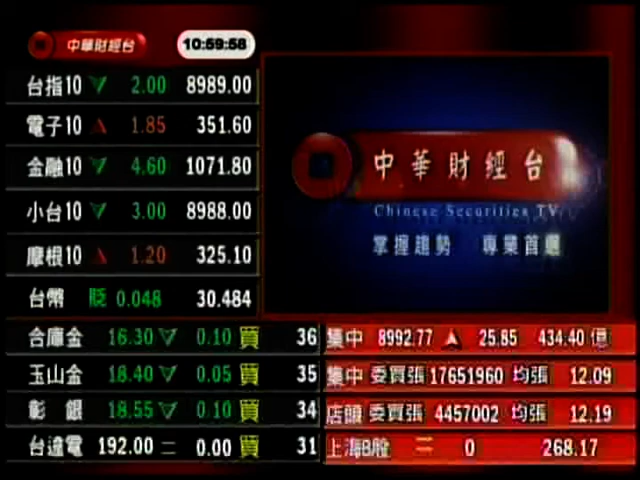 中華財經台 10:59:58
台指10 ▽ 2.00 8989.00
電子10 △ 1.85 351.60
金融10 ▽ 4.60 1071.80
小台10 ▽ 3.00 8988.00
摩根10 △ 1.20 325.10
台幣 貶 0.048 30.484
中華財經台
Chinese Securities TV
掌握趨勢 專業首選
合庫金 16.30 ▽ 0.10 買 36
玉山金 18.40 ▽ 0.05 買 35
彰銀 18.55 ▽ 0.10 買 34
台達電 192.00 = 0.00 買 31
集中 8992.77 ▲ 25.85 434.40 億
集中 委買張 17651960 均張 12.09
店頭 委買張 4457002 均張 12.19
上海B股 = 0 268.17